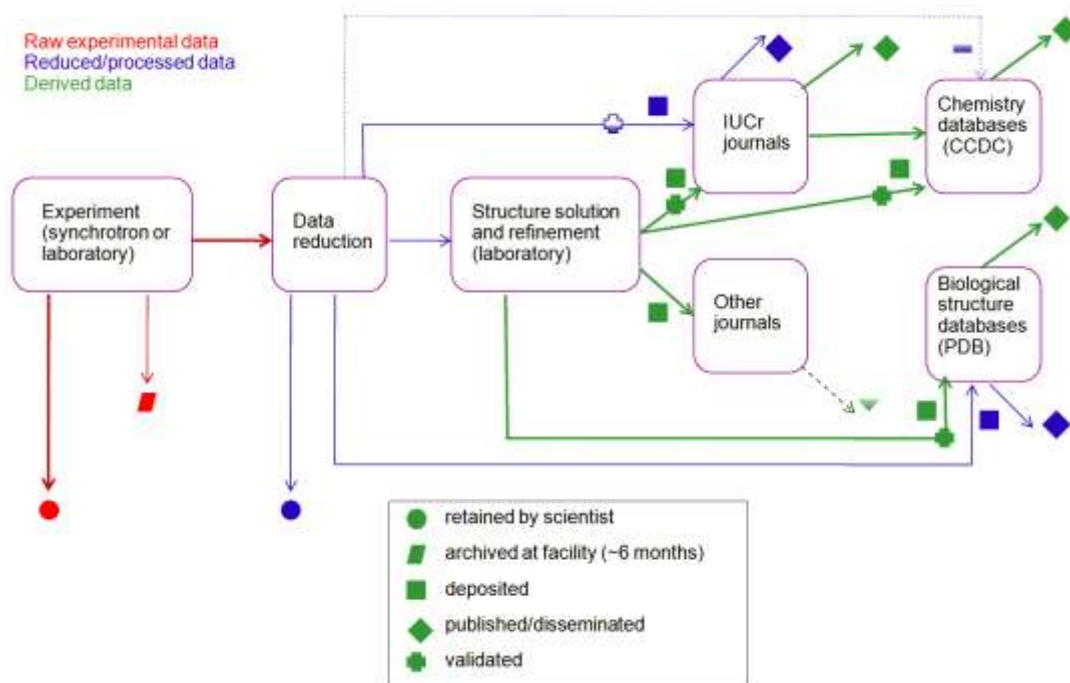 Raw experimental data
Reduced/processed data
Derived data
IUCr
journals
Chemistry
databases
(CCDC)
Experiment
(synchrotron or
laboratory)
Data
reduction
Structure solution
and refinement
(laboratory)
Other
journals
Biological
structure
databases
(PDB)
retained by scientist
archived at facility (~6 months)
deposited
published/disseminated
validated